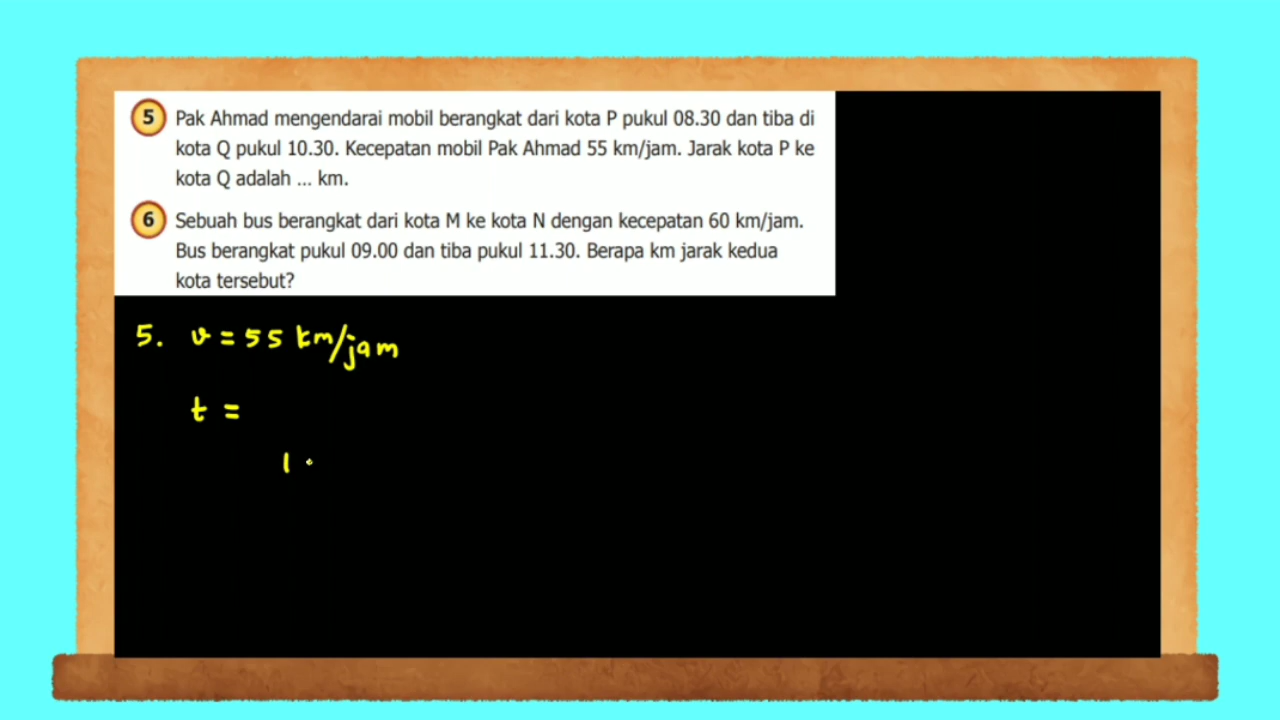 5 Pak Ahmad mengendarai mobil berangkat dari kota P pukul 08.30 dan tiba di
kota Q pukul 10.30. Kecepatan mobil Pak Ahmad 55 km/jam. Jarak kota P ke
kota Q adalah ... km.
6 Sebuah bus berangkat dari kota M ke kota N dengan kecepatan 60 km/jam.
Bus berangkat pukul 09.00 dan tiba pukul 11.30. Berapa km jarak kedua
kota tersebut?
5. v = 55 km/jam
t =
1 .